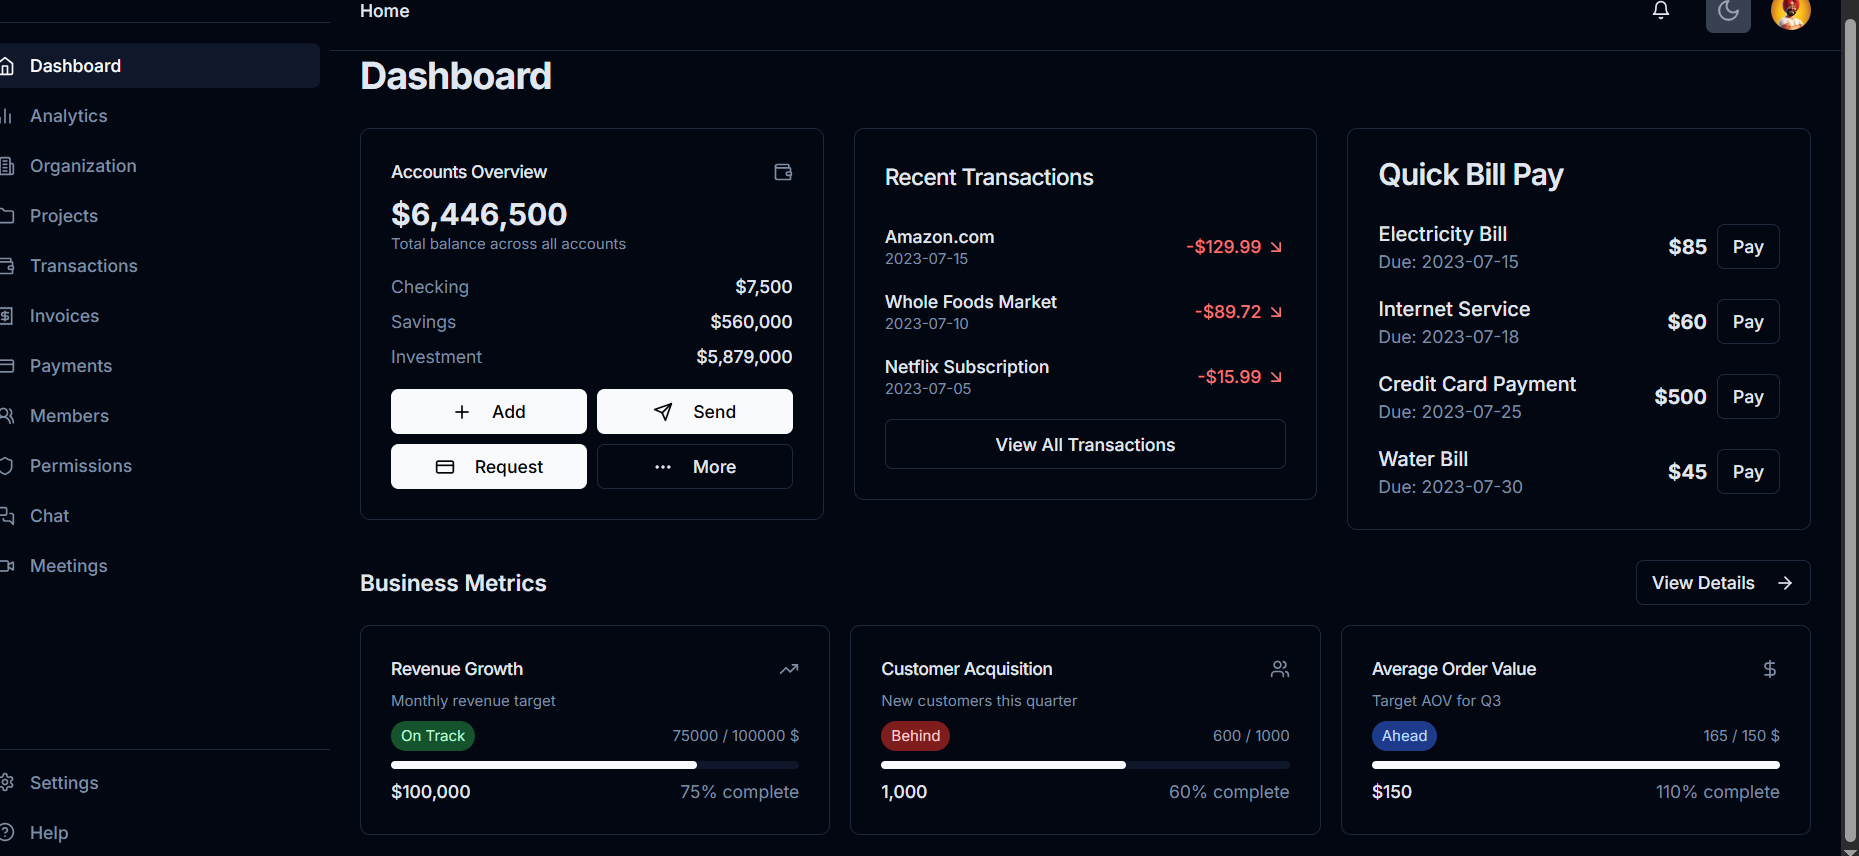 Home
Dashboard
Analytics
Organization
Projects
Transactions
Invoices
Payments
Members
Permissions
Chat
Meetings
Settings
Help
Dashboard
Accounts Overview
$6,446,500
Total balance across all accounts
Checking $7,500
Savings $560,000
Investment $5,879,000
Add Send
Request More
Recent Transactions
Amazon.com
2023-07-15
-$129.99
Whole Foods Market
2023-07-10
-$89.72
Netflix Subscription
2023-07-05
-$15.99
View All Transactions
Quick Bill Pay
Electricity Bill
Due: 2023-07-15
$85 Pay
Internet Service
Due: 2023-07-18
$60 Pay
Credit Card Payment
Due: 2023-07-25
$500 Pay
Water Bill
Due: 2023-07-30
$45 Pay
Business Metrics
View Details
Revenue Growth
Monthly revenue target
On Track 75000 / 100000 $
$100,000 75% complete
Customer Acquisition
New customers this quarter
Behind 600 / 1000
1,000 60% complete
Average Order Value $
Target AOV for Q3
Ahead 165 / 150 $
$150 110% complete